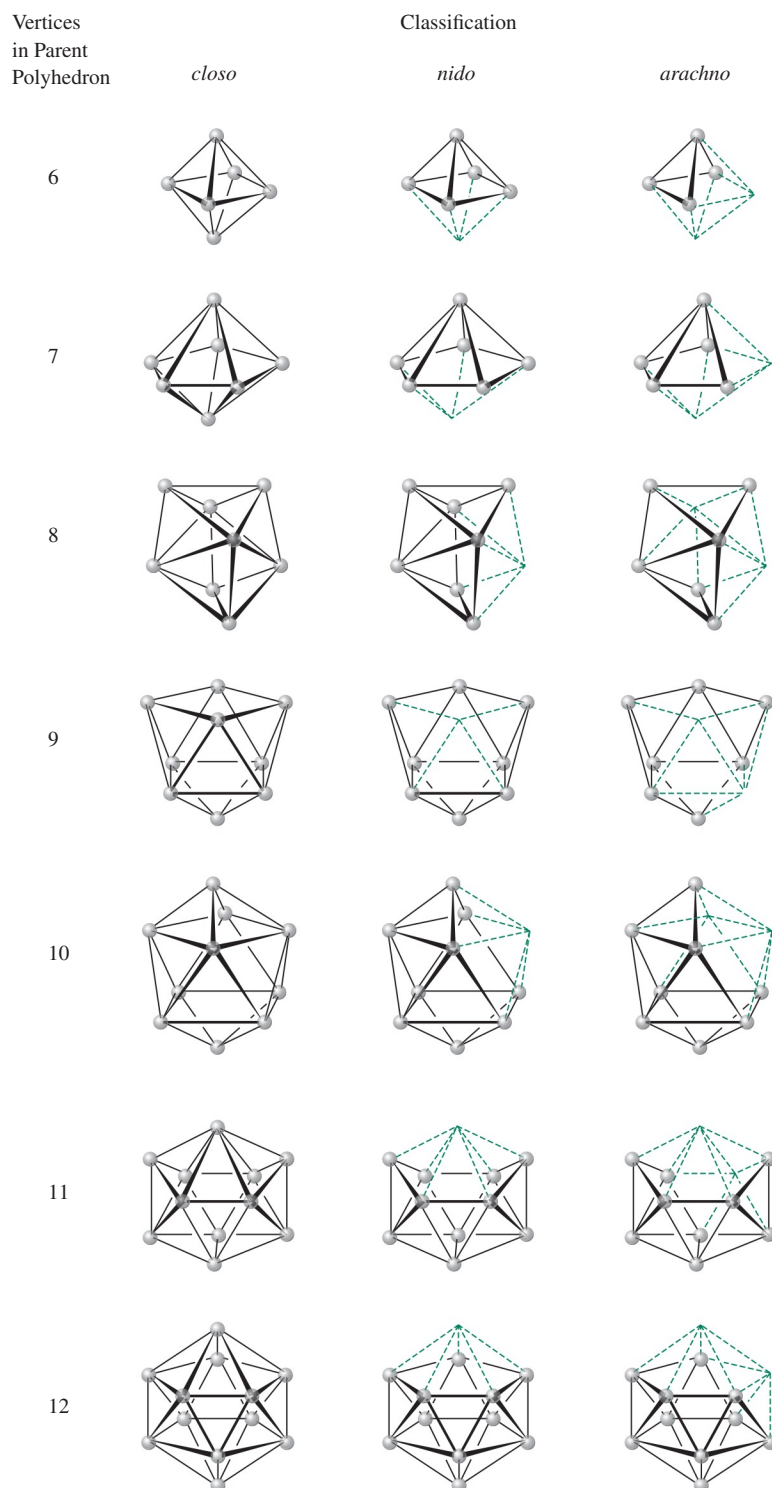 Vertices
in Parent
Polyhedron
Classification
closo
nido
arachno
6
7
8
9
10
11
12